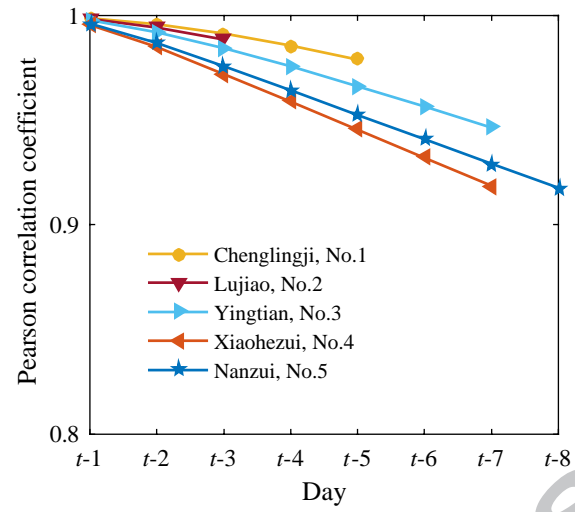 Pearson correlation coefficient
1
0.9
0.8
Chenglingji, No.1
Lujiao, No.2
Yingtian, No.3
Xiaohezui, No.4
Nanzui, No.5
t-1 t-2 t-3 t-4 t-5 t-6 t-7 t-8
Day